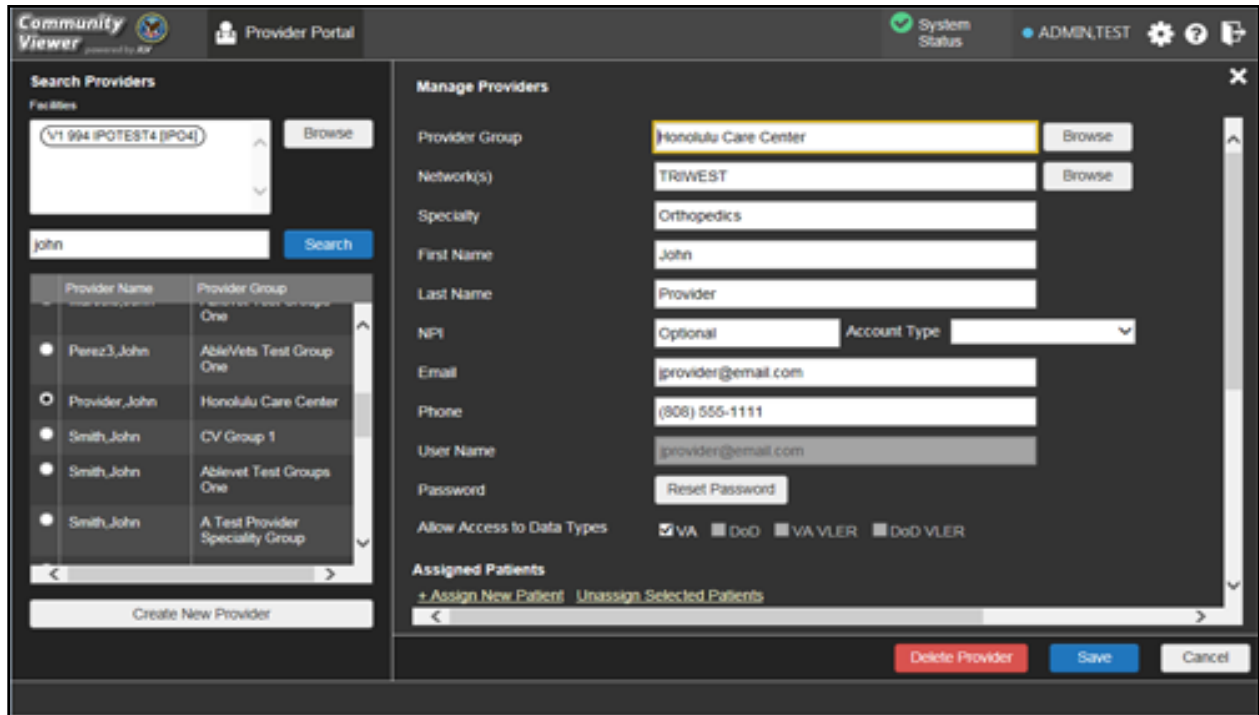 Community
Viewer powered by JLV
Provider Portal
System
Status
ADMIN,TEST
Search Providers
Facilities
V1 994 IPOTEST4 [IPO4]
Browse
john
Search
Provider Name Provider Group
One
Perez3,John AbleVets Test Group
One
Provider,John Honolulu Care Center
Smith,John CV Group 1
Smith,John Ablevet Test Groups
One
Smith,John A Test Provider
Speciality Group
Create New Provider
Manage Providers
Provider Group Honolulu Care Center Browse
Network(s) TRIWEST Browse
Specialty Orthopedics
First Name John
Last Name Provider
NPI Optional Account Type
Email jprovider@email.com
Phone (808) 555-1111
User Name jprovider@email.com
Password Reset Password
Allow Access to Data Types VA DoD VA VLER DoD VLER
Assigned Patients
+ Assign New Patient Unassign Selected Patients
Delete Provider Save Cancel